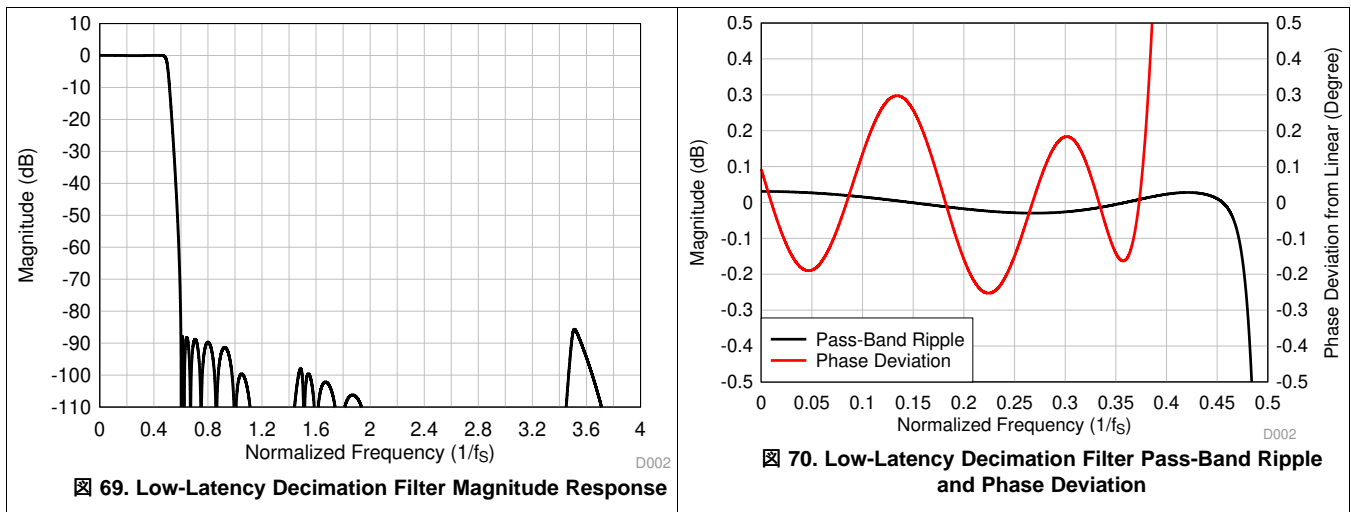 10
0
-10
-20
-30
-40
-50
-60
-70
-80
-90
-100
-110
Magnitude (dB)
0 0.4 0.8 1.2 1.6 2 2.4 2.8 3.2 3.6 4
Normalized Frequency (1/fS)
D002
図 69. Low-Latency Decimation Filter Magnitude Response
0.5
0.4
0.3
0.2
0.1
0
-0.1
-0.2
-0.3
-0.4
-0.5
Magnitude (dB)
Pass-Band Ripple
Phase Deviation
0.5
0.4
0.3
0.2
0.1
0
-0.1
-0.2
-0.3
-0.4
-0.5
Phase Deviation from Linear (Degree)
0 0.05 0.1 0.15 0.2 0.25 0.3 0.35 0.4 0.45 0.5
Normalized Frequency (1/fS)
D002
図 70. Low-Latency Decimation Filter Pass-Band Ripple
and Phase Deviation